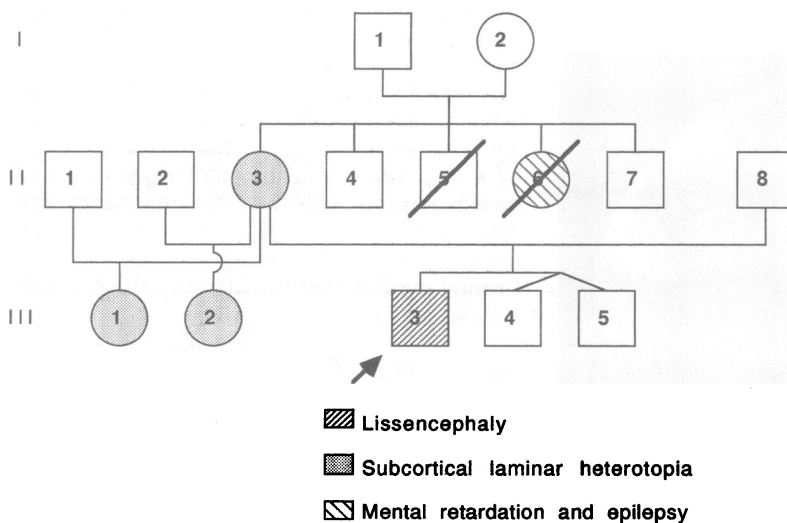 I
1 2
II
1 2 3 4 5 6 7 8
III
1 2 3 4 5
Lissencephaly
Subcortical laminar heterotopia
Mental retardation and epilepsy